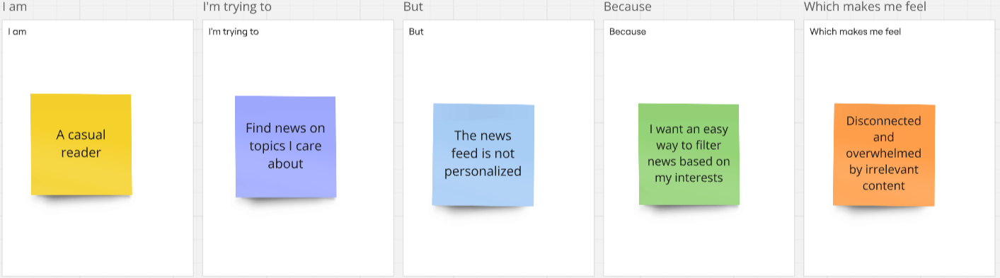 I am
I'm trying to
But
Because
Which makes me feel
I am
I'm trying to
But
Because
Which makes me feel
A casual
reader
Find news on
topics I care
about
The news
feed is not
personalized
I want an easy
way to filter
news based on
my interests
Disconnected
and
overwhelmed
by irrelevant
content